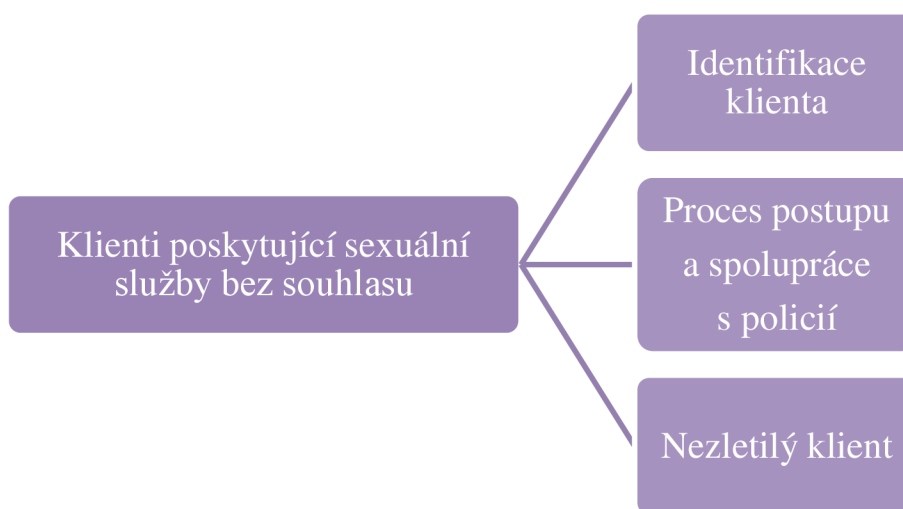 Identifikace
klienta
Klienti poskytující sexuální
služby bez souhlasu
Proces postupu
a spolupráce
s policií
Nezletilý klient